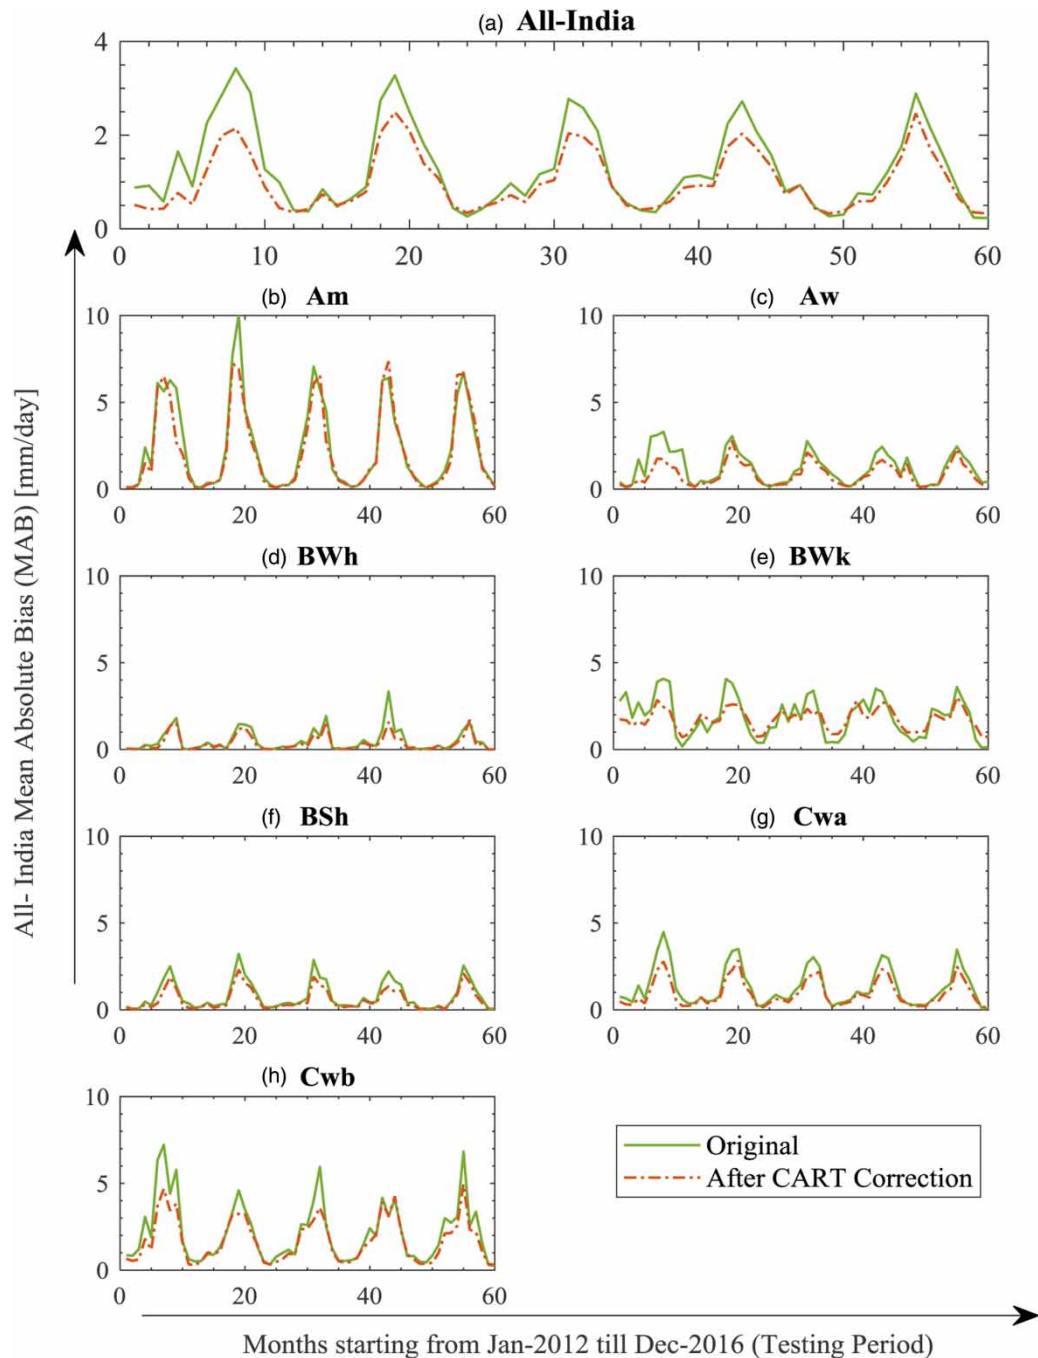 (a) All-India
4
2
0
0 10 20 30 40 50 60
(b) Am
(c) Aw
10
5
0
0 20 40 60
10
5
0
0 20 40 60
(d) BWh
(e) BWk
10
5
0
0 20 40 60
10
5
0
0 20 40 60
(f) BSh
(g) Cwa
10
5
0
0 20 40 60
10
5
0
0 20 40 60
(h) Cwb
10
5
0
0 20 40 60
Original
After CART Correction
All- India Mean Absolute Bias (MAB) [mm/day]
Months starting from Jan-2012 till Dec-2016 (Testing Period)